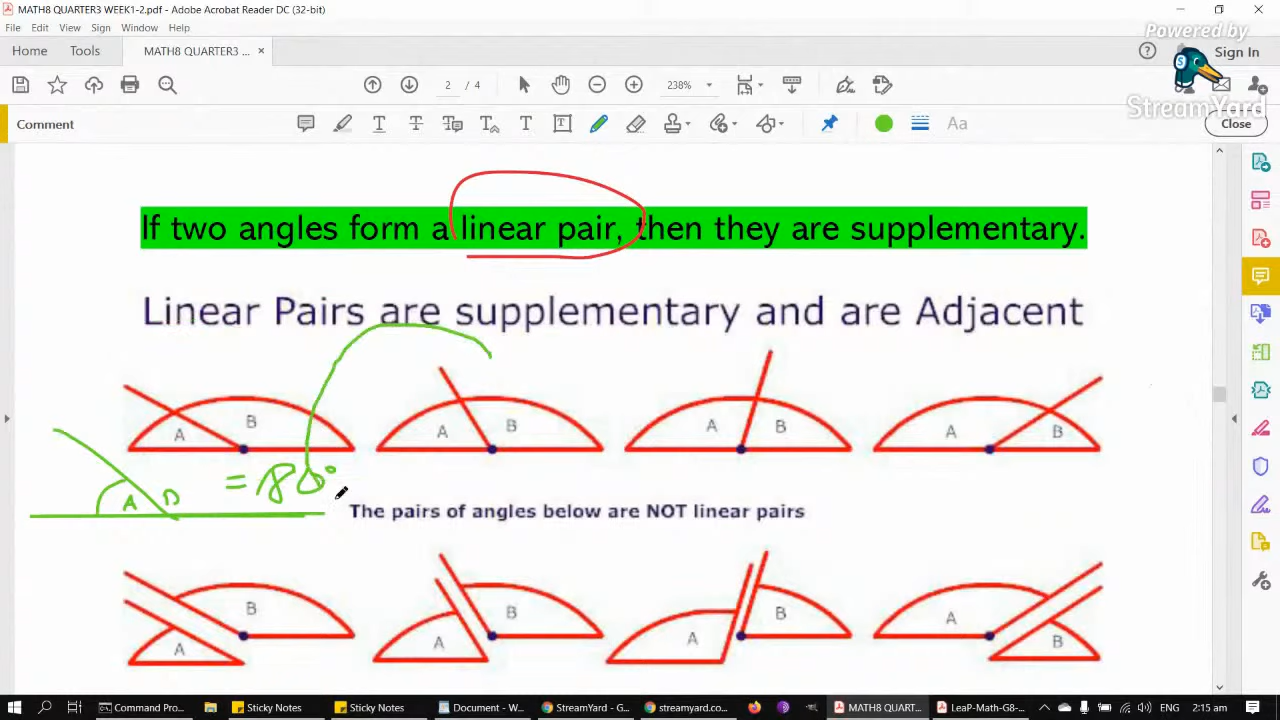 MATH8 QUARTER3 WEEK1-2.pdf - Adobe Acrobat Reader DC (32-bit)
File Edit View Sign Window Help
Powered by
StreamYard
Home Tools MATH8 QUARTER3 ... × Sign In
2 / 4 238%
Comment Aa Close
If two angles form a linear pair, then they are supplementary.
Linear Pairs are supplementary and are Adjacent
A B A B A B A B
A = 180°
The pairs of angles below are NOT linear pairs
B B B A
A A A B
Command Pro... Sticky Notes Sticky Notes Document - W... StreamYard - G... streamyard.co... MATH8 QUART... LeaP-Math-G8-... ENG 2:15 am